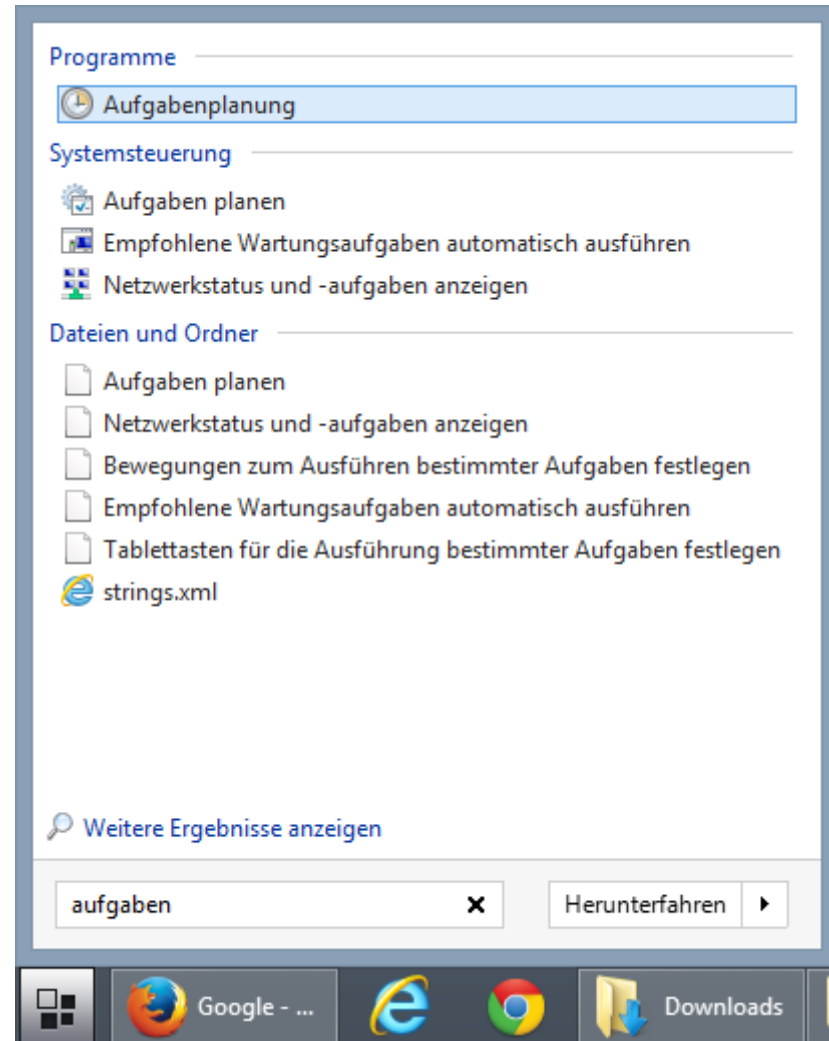 Programme
Aufgabenplanung
Systemsteuerung
Aufgaben planen
Empfohlene Wartungsaufgaben automatisch ausführen
Netzwerkstatus und -aufgaben anzeigen
Dateien und Ordner
Aufgaben planen
Netzwerkstatus und -aufgaben anzeigen
Bewegungen zum Ausführen bestimmter Aufgaben festlegen
Empfohlene Wartungsaufgaben automatisch ausführen
Tablettasten für die Ausführung bestimmter Aufgaben festlegen
strings.xml
Weitere Ergebnisse anzeigen
aufgaben Herunterfahren
Google - ... Downloads